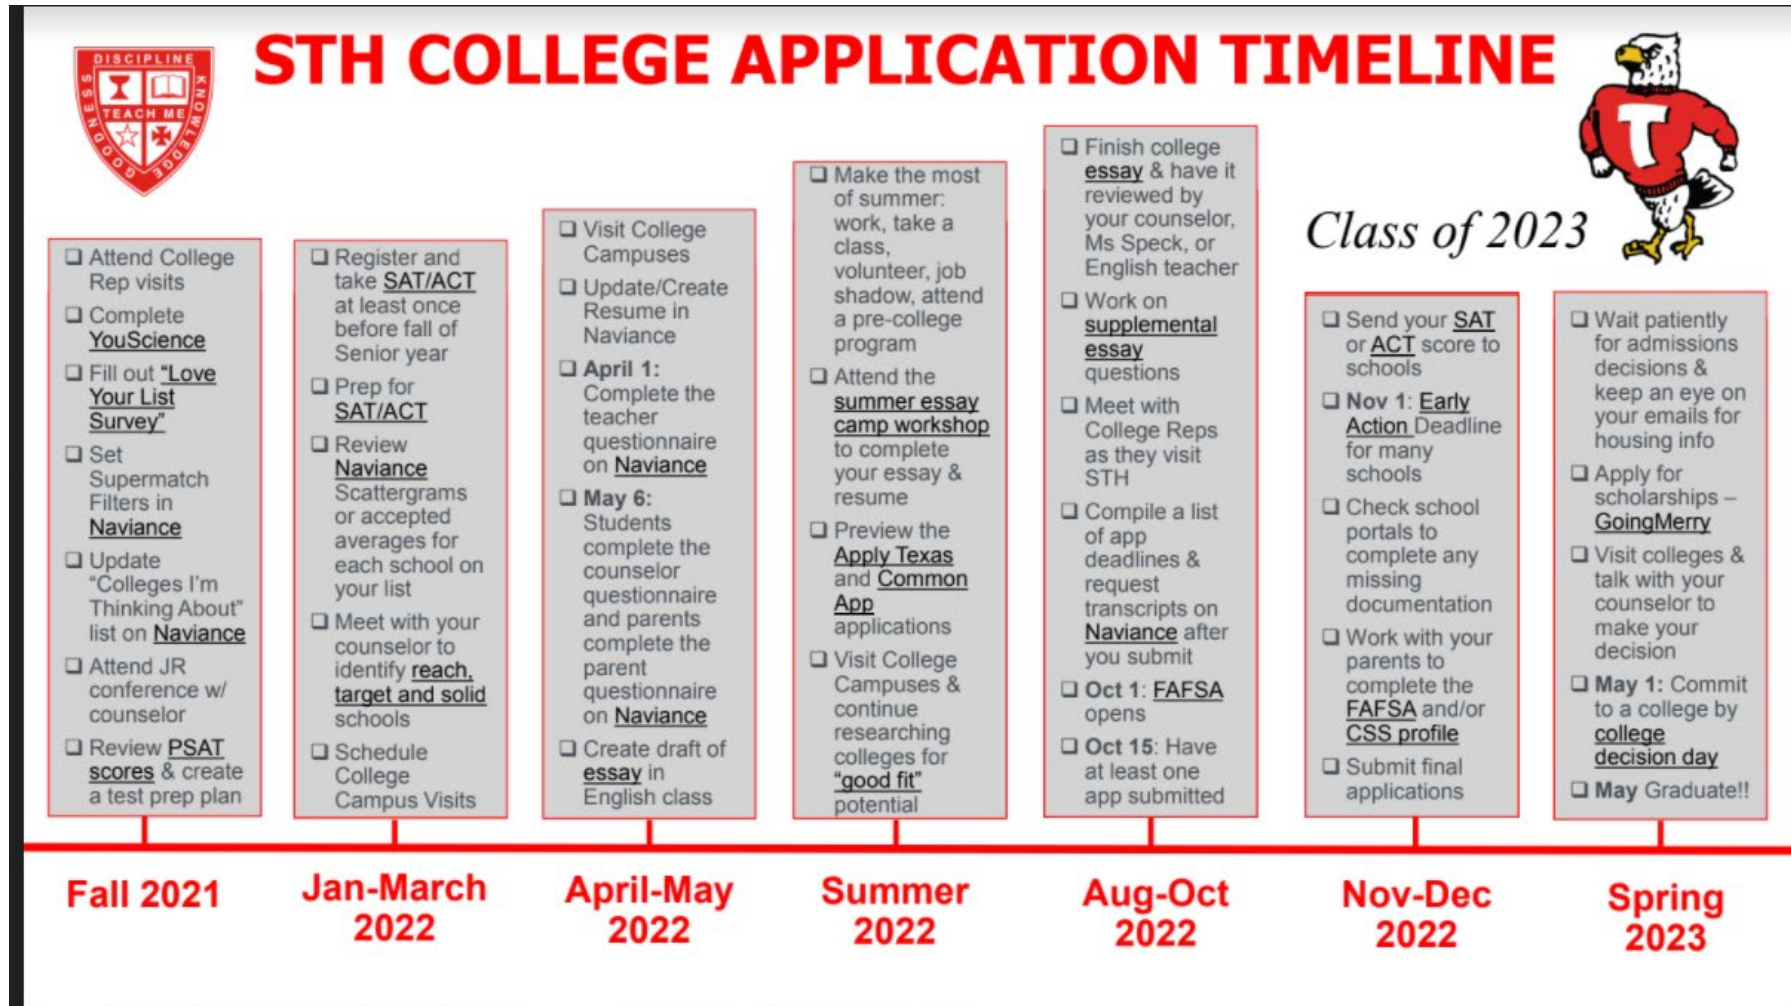 STH COLLEGE APPLICATION TIMELINE
DISCIPLINE
GOODNESS
KNOWLEDGE
TEACH ME
T
Class of 2023
❑ Attend College
Rep visits
❑ Complete
YouScience
❑ Fill out “Love
Your List
Survey”
❑ Set
Supermatch
Filters in
Naviance
❑ Update
“Colleges I’m
Thinking About”
list on Naviance
❑ Attend JR
conference w/
counselor
❑ Review PSAT
scores & create
a test prep plan
Fall 2021
❑ Register and
take SAT/ACT
at least once
before fall of
Senior year
❑ Prep for
SAT/ACT
❑ Review
Naviance
Scattergrams
or accepted
averages for
each school on
your list
❑ Meet with your
counselor to
identify reach,
target and solid
schools
❑ Schedule
College
Campus Visits
Jan-March
2022
❑ Visit College
Campuses
❑ Update/Create
Resume in
Naviance
❑ April 1:
Complete the
teacher
questionnaire
on Naviance
❑ May 6:
Students
complete the
counselor
questionnaire
and parents
complete the
parent
questionnaire
on Naviance
❑ Create draft of
essay in
English class
April-May
2022
❑ Make the most
of summer:
work, take a
class,
volunteer, job
shadow, attend
a pre-college
program
❑ Attend the
summer essay
camp workshop
to complete
your essay &
resume
❑ Preview the
Apply Texas
and Common
App
applications
❑ Visit College
Campuses &
continue
researching
colleges for
“good fit”
potential
Summer
2022
❑ Finish college
essay & have it
reviewed by
your counselor,
Ms Speck, or
English teacher
❑ Work on
supplemental
essay
questions
❑ Meet with
College Reps
as they visit
STH
❑ Compile a list
of app
deadlines &
request
transcripts on
Naviance after
you submit
❑ Oct 1: FAFSA
opens
❑ Oct 15: Have
at least one
app submitted
Aug-Oct
2022
❑ Send your SAT
or ACT score to
schools
❑ Nov 1: Early
Action Deadline
for many
schools
❑ Check school
portals to
complete any
missing
documentation
❑ Work with your
parents to
complete the
FAFSA and/or
CSS profile
❑ Submit final
applications
Nov-Dec
2022
❑ Wait patiently
for admissions
decisions &
keep an eye on
your emails for
housing info
❑ Apply for
scholarships –
GoingMerry
❑ Visit colleges &
talk with your
counselor to
make your
decision
❑ May 1: Commit
to a college by
college
decision day
❑ May Graduate!!
Spring
2023